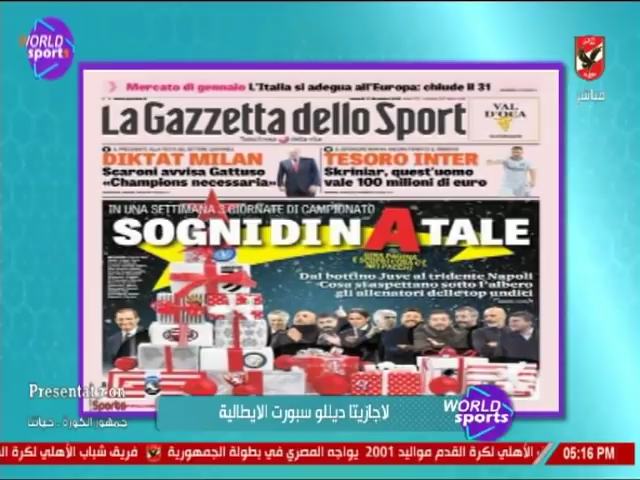 WORLD
sports
مباشر
Mercato di gennaio L'Italia si adegua all'Europa: chiude il 31
La Gazzetta dello Sport
VAL
D'OCA
DIKTAT MILAN
Scaroni avvisa Gattuso
«Champions necessaria»
TESORO INTER
Skriniar, quest'uomo
vale 100 milioni di euro
IN UNA SETTIMANA 3 GIORNATE DI CAMPIONATO
SOGNI DI NATALE
Dal bottino Juve al tridente Napoli
Cosa si aspettano sotto l'albero
gli allenatori delle top undici
Presentation
Sports
جمهور الكورة .. حياتنا
لاجازيتا ديللو سبورت الايطالية
WORLD
sports
الأهلي لكرة القدم مواليد 2001 يواجه المصري في بطولة الجمهورية
فريق شباب الأهلي لكرة
05:16 PM